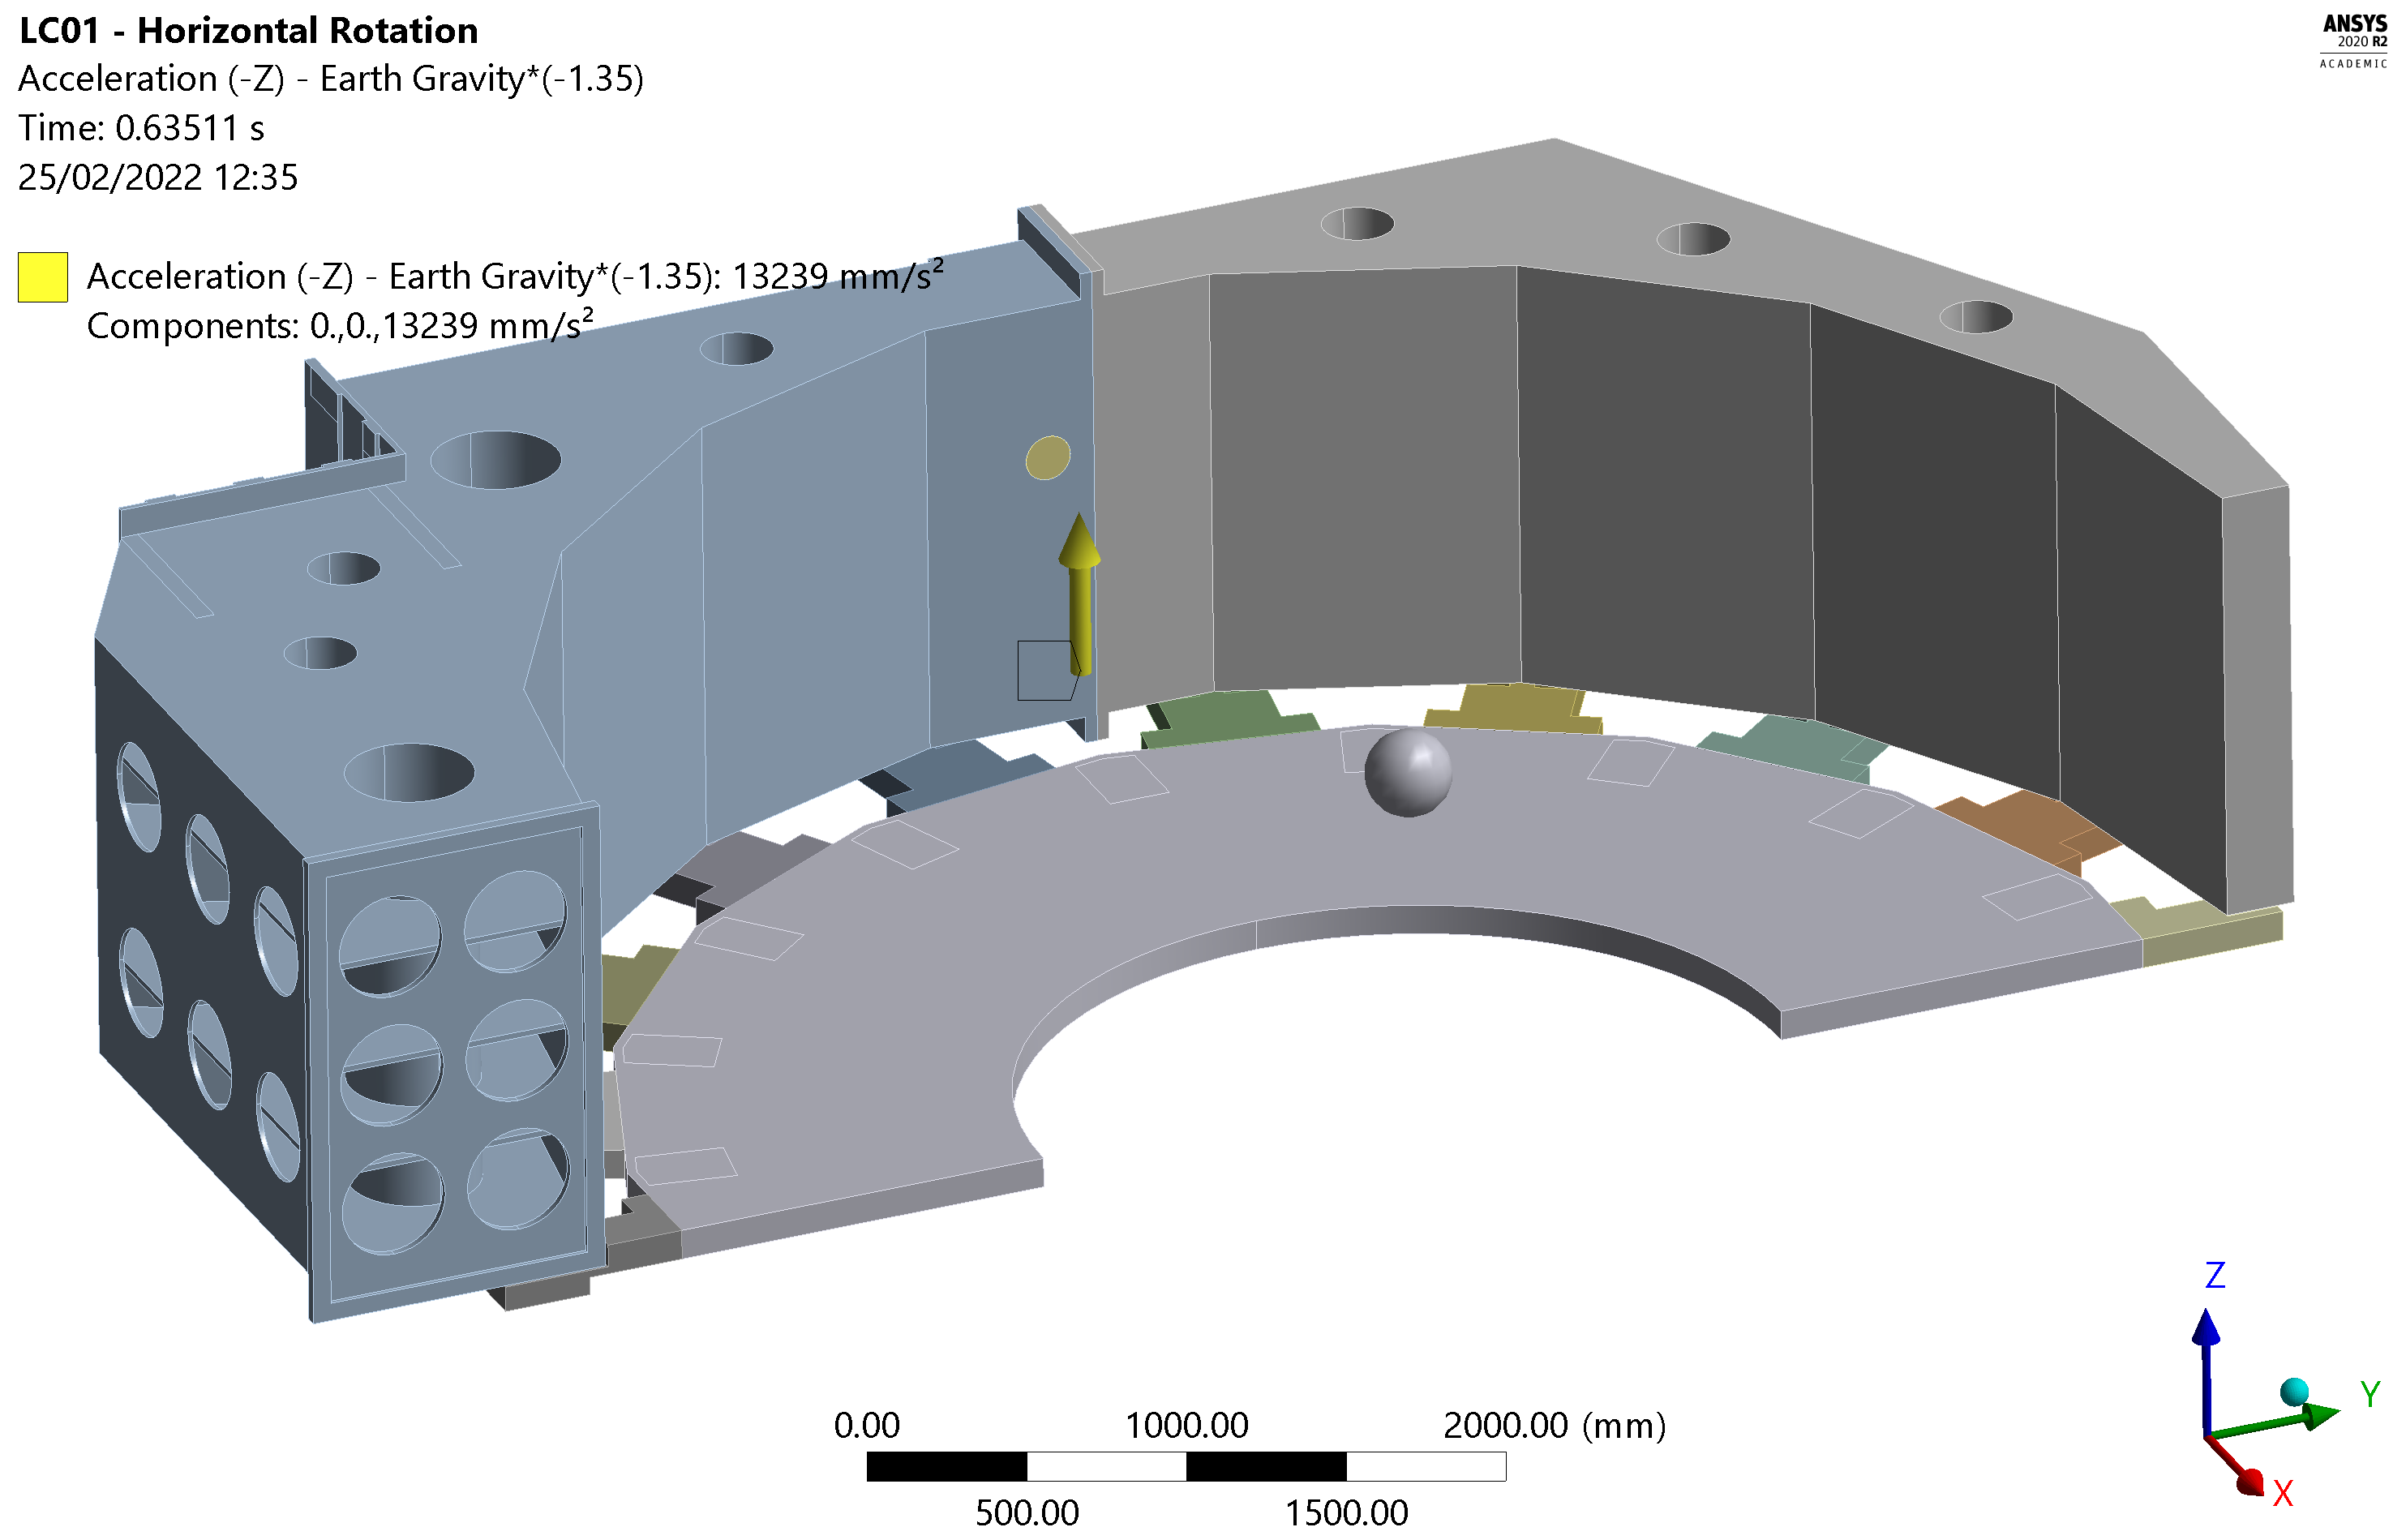 LC01 - Horizontal Rotation
Acceleration (-Z) - Earth Gravity*(-1.35)
Time: 0.63511 s
25/02/2022 12:35
ANSYS
2020 R2
ACADEMIC
Acceleration (-Z) - Earth Gravity*(-1.35): 13239 mm/s²
Components: 0.,0.,13239 mm/s²
Z
Y
X
0.00 1000.00 2000.00 (mm)
500.00 1500.00